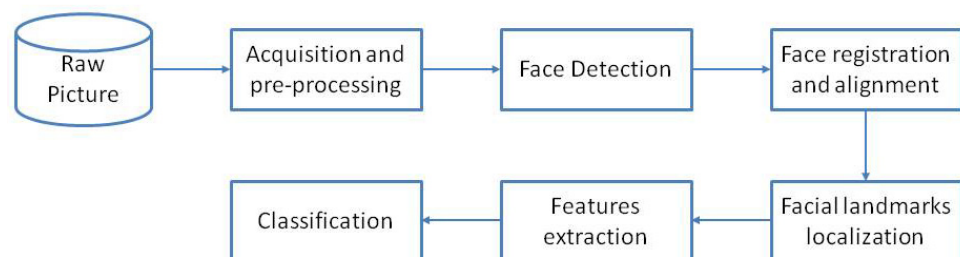 Raw
Picture
Acquisition and
pre-processing
Face Detection
Face registration
and alignment
Facial landmarks
localization
Features
extraction
Classification